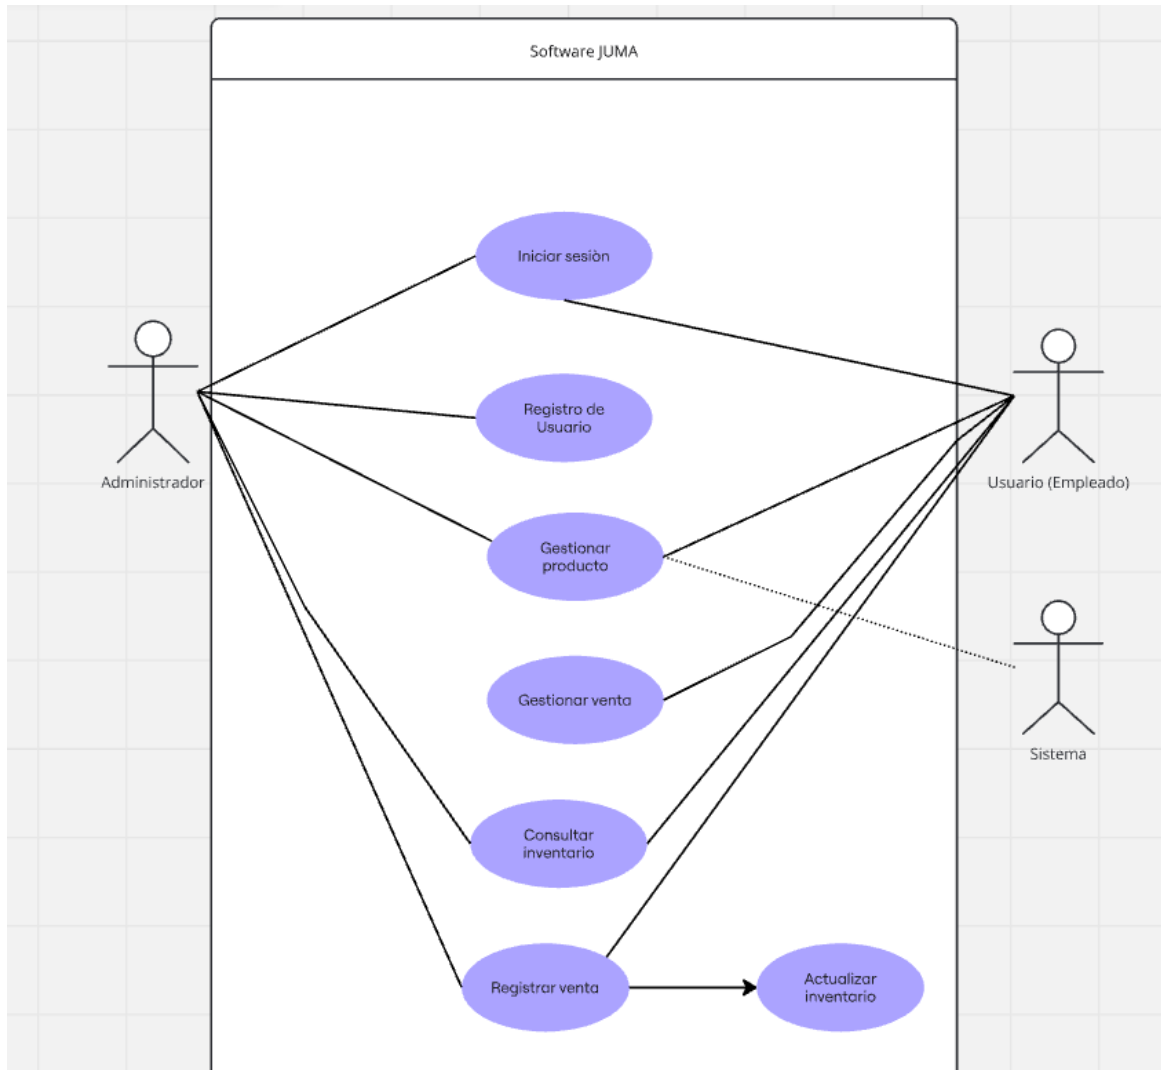 Software JUMA
Iniciar sesiòn
Registro de
Usuario
Administrador
Usuario (Empleado)
Gestionar
producto
Gestionar venta
Sistema
Consultar
inventario
Registrar venta
Actualizar
inventario